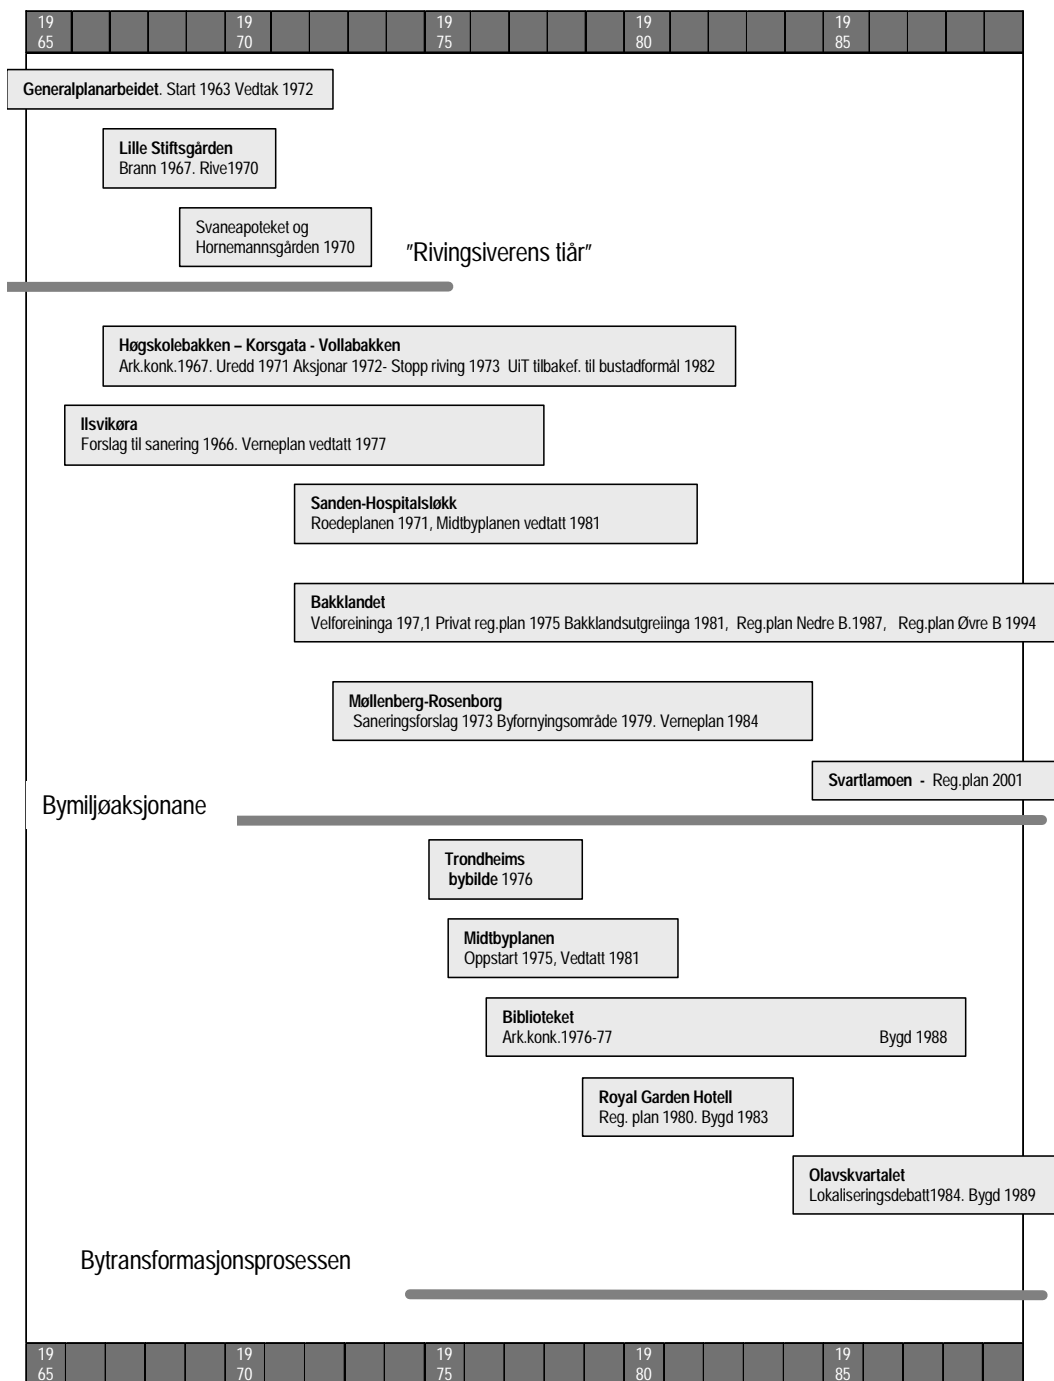 19 19 19 19 19
65 70 75 80 85
Generalplanarbeidet. Start 1963 Vedtak 1972
Lille Stiftsgården
Brann 1967. Rive1970
Svaneapoteket og
Hornemannsgården 1970
"Rivingsiverens tiår"
Høgskolebakken – Korsgata - Vollabakken
Ark.konk.1967. Uredd 1971 Aksjonar 1972- Stopp riving 1973 UiT tilbakef. til bustadformål 1982
Ilsvikøra
Forslag til sanering 1966. Verneplan vedtatt 1977
Sanden-Hospitalsløkk
Roedeplanen 1971, Midtbyplanen vedtatt 1981
Bakklandet
Velforeininga 197,1 Privat reg.plan 1975 Bakklandsutgreiinga 1981, Reg.plan Nedre B.1987, Reg.plan Øvre B 1994
Møllenberg-Rosenborg
Saneringsforslag 1973 Byfornyingsområde 1979. Verneplan 1984
Svartlamoen - Reg.plan 2001
Bymiljøaksjonane
Trondheims
bybilde 1976
Midtbyplanen
Oppstart 1975, Vedtatt 1981
Biblioteket
Ark.konk.1976-77 Bygd 1988
Royal Garden Hotell
Reg. plan 1980. Bygd 1983
Olavskvartalet
Lokaliseringsdebatt1984. Bygd 1989
Bytransformasjonsprosessen
19 19 19 19 19
65 70 75 80 85